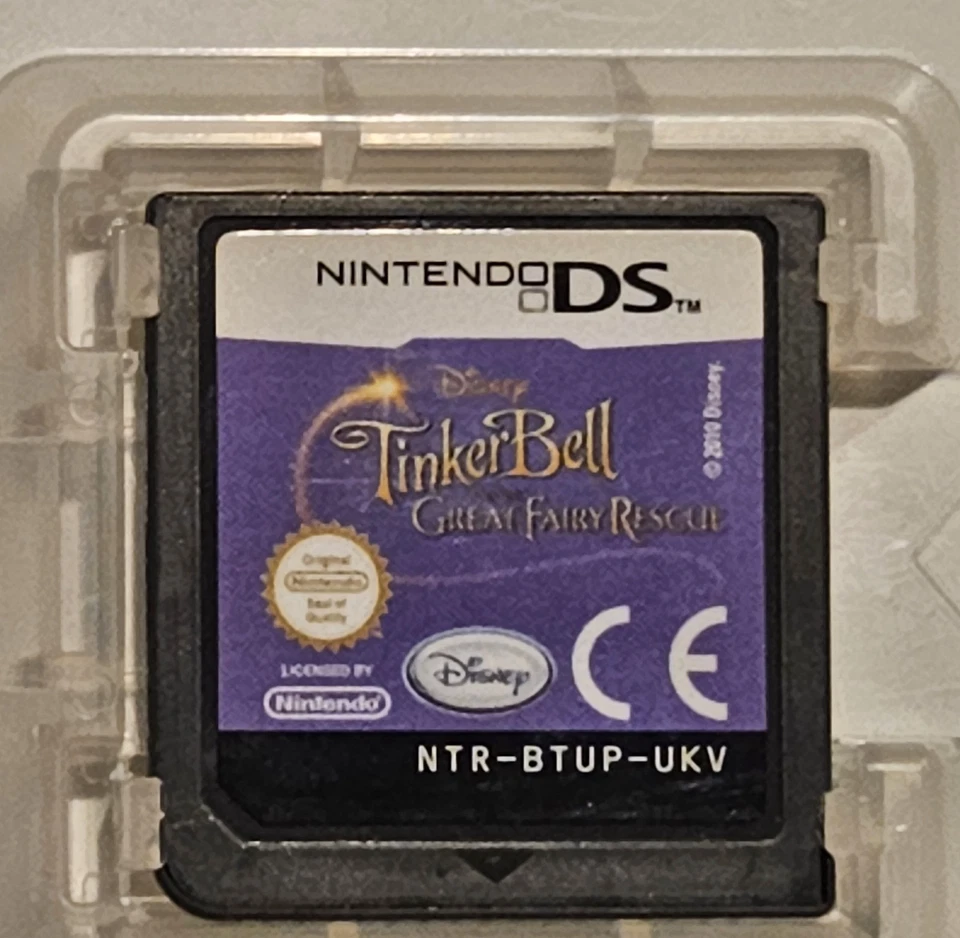 NINTENDO DS™
Disney
TinkerBell
GREAT FAIRY RESCUE
© 2010 Disney.
Original
Nintendo
Seal of
Quality
LICENSED BY
Nintendo
Disney
CE
NTR-BTUP-UKV